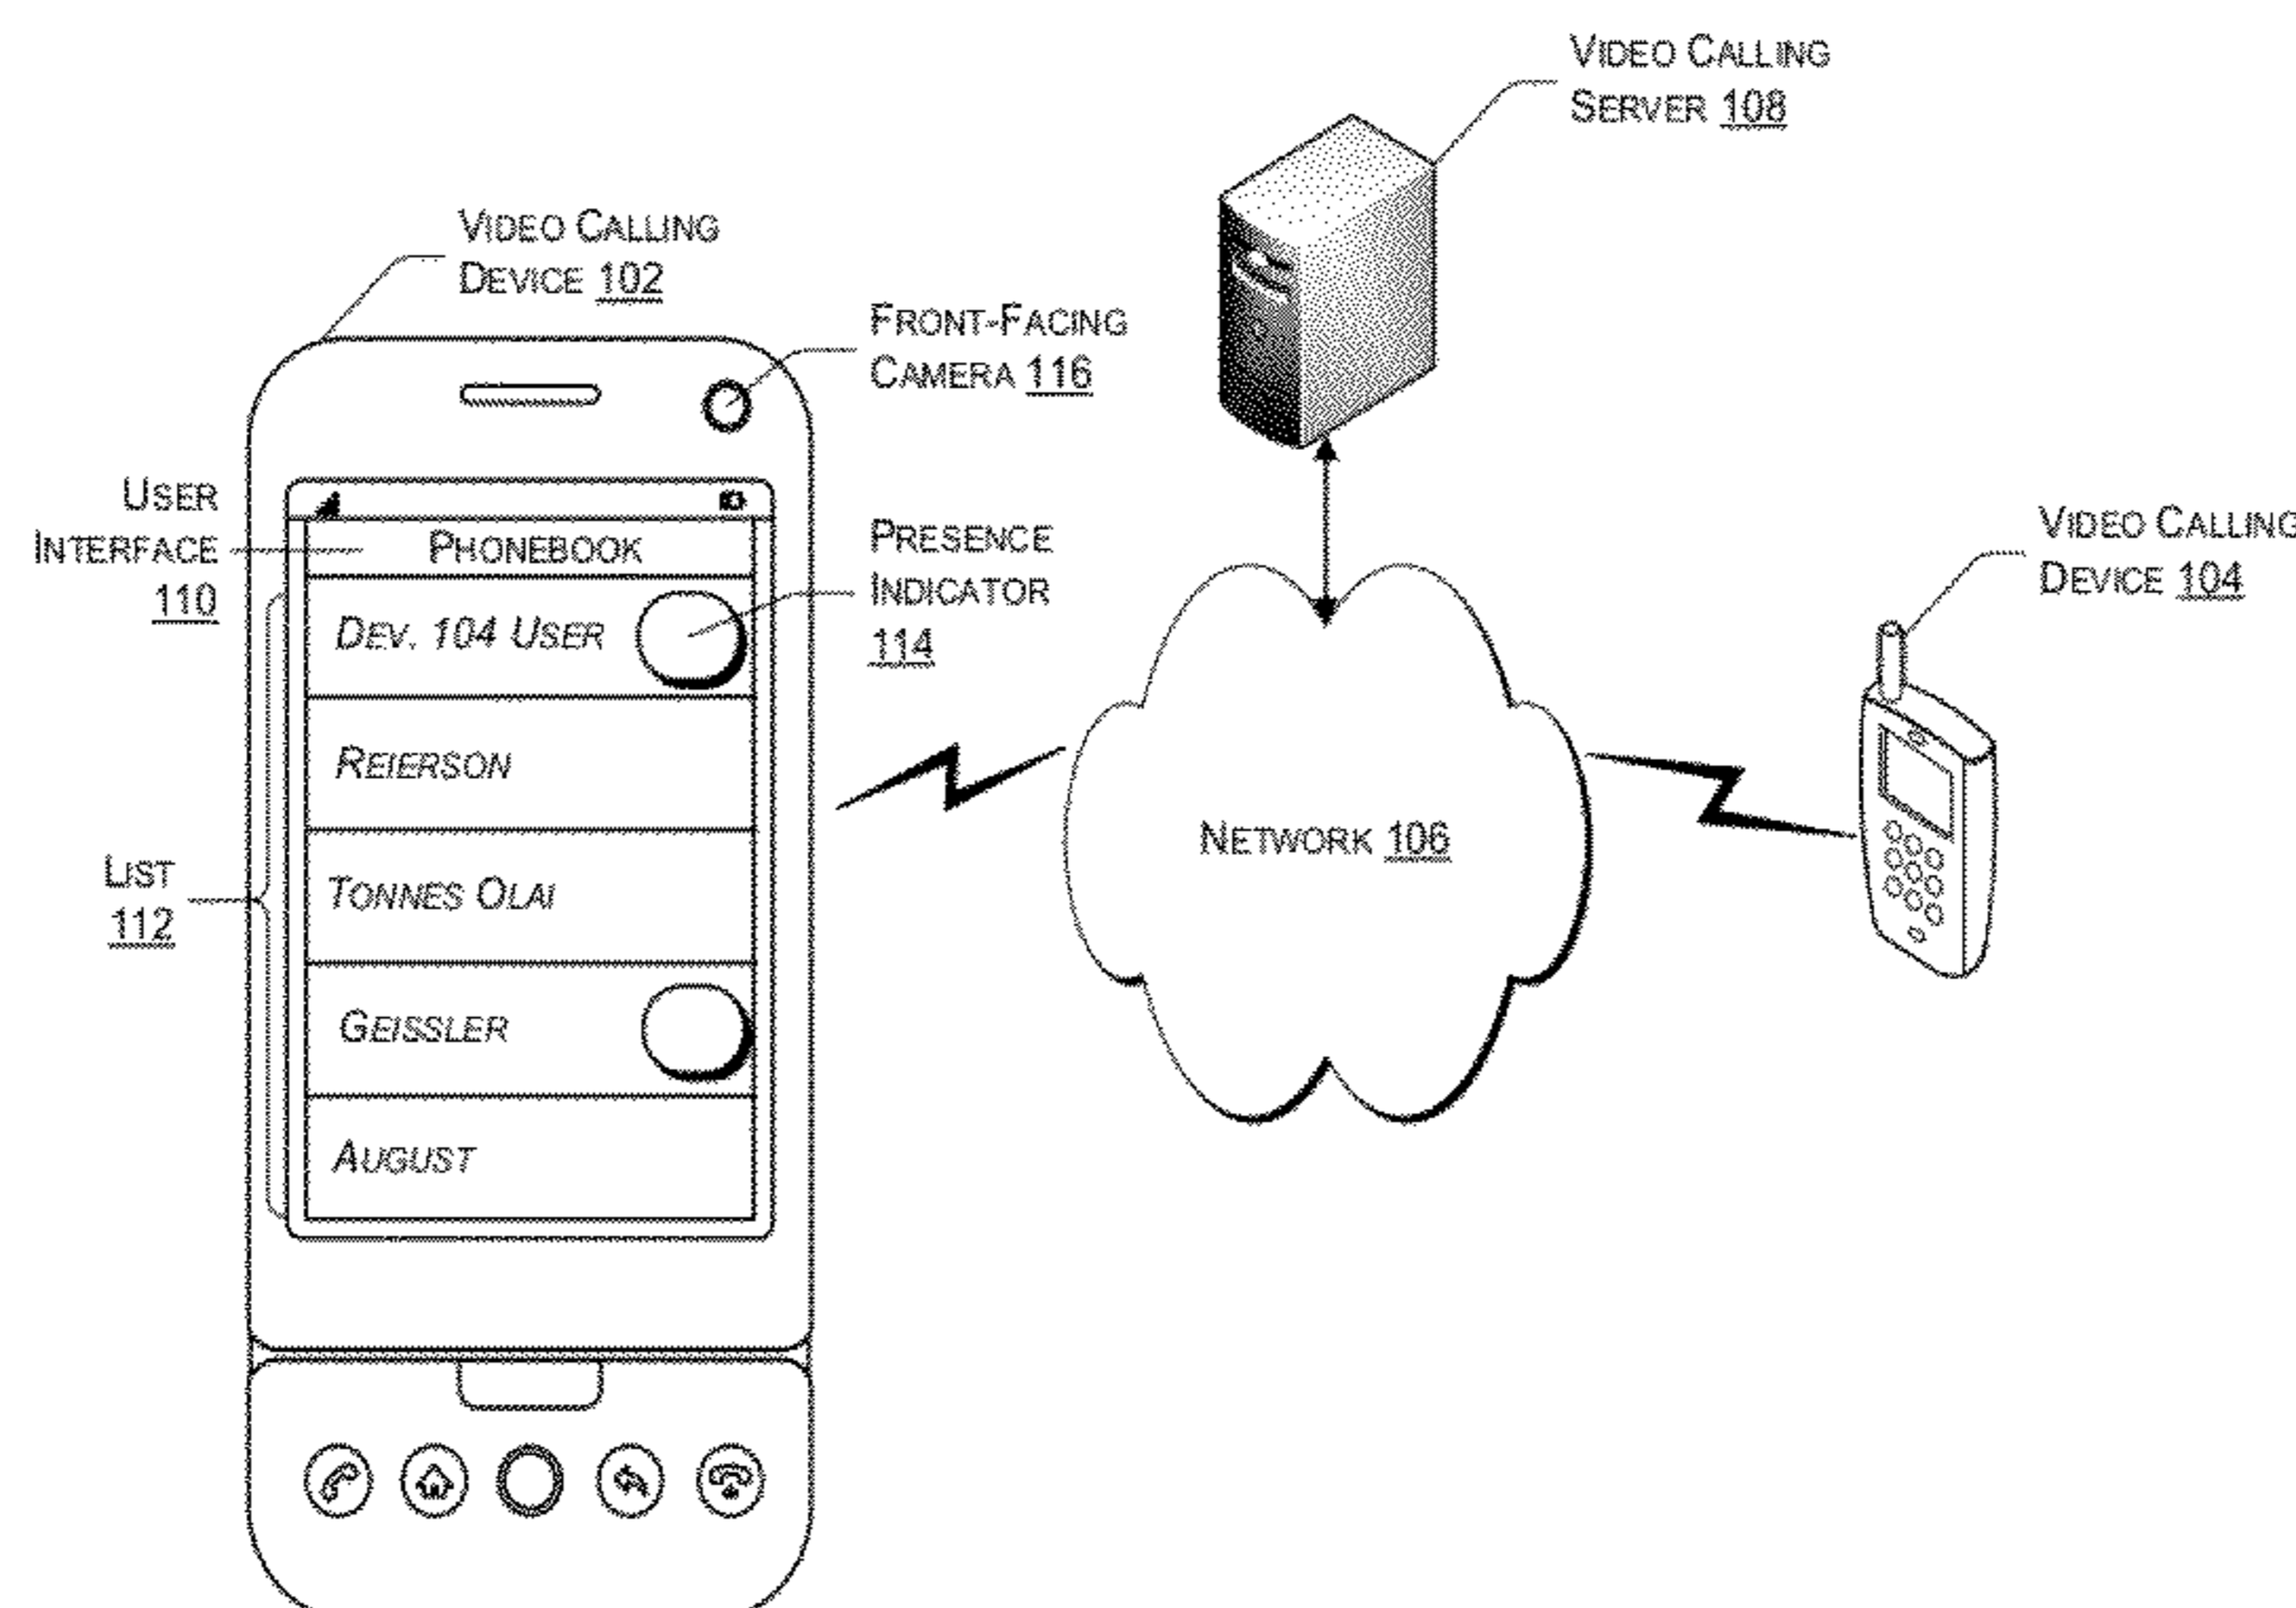 VIDEO CALLING
SERVER 108
VIDEO CALLING
DEVICE 102
FRONT-FACING
CAMERA 116
USER
INTERFACE
110
PHONEBOOK
PRESENCE
INDICATOR
114
VIDEO CALLING
DEVICE 104
DEV. 104 USER
REIERSON
TONNES OLAI
GEISSLER
AUGUST
LIST
112
NETWORK 106